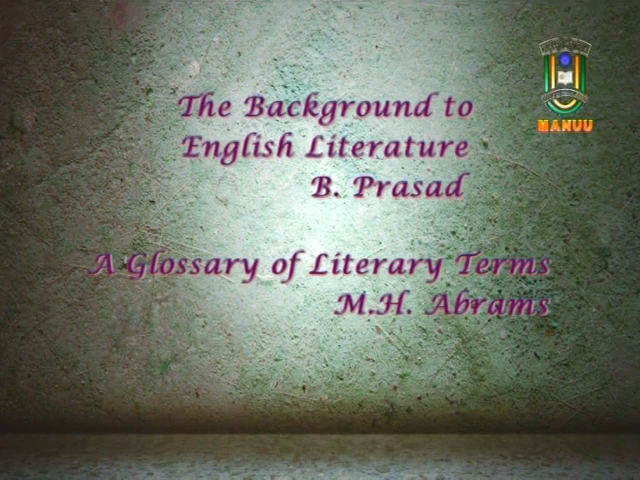 The Background to
English Literature
B. Prasad
A Glossary of Literary Terms
M.H. Abrams
MANUU